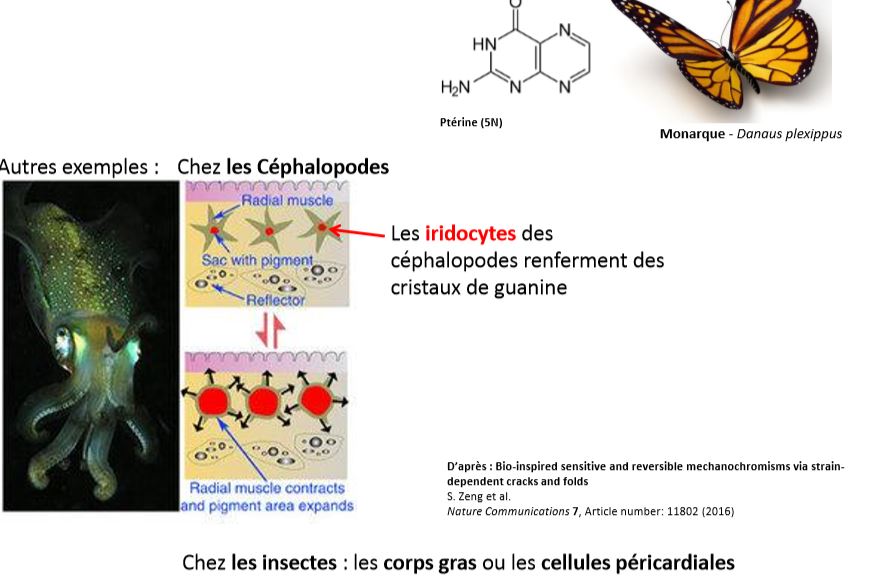 O
N
HN
H₂N
N
N
Ptérine (5N)
Monarque - Danaus plexippus
Autres exemples : Chez les Céphalopodes
Radial muscle
Sac with pigment
Reflector
Les iridocytes des
céphalopodes renferment des
cristaux de guanine
Radial muscle contracts
and pigment area expands
D'après : Bio-inspired sensitive and reversible mechanochromisms via strain-
dependent cracks and folds
S. Zeng et al.
Nature Communications 7, Article number: 11802 (2016)
Chez les insectes : les corps gras ou les cellules péricardiales